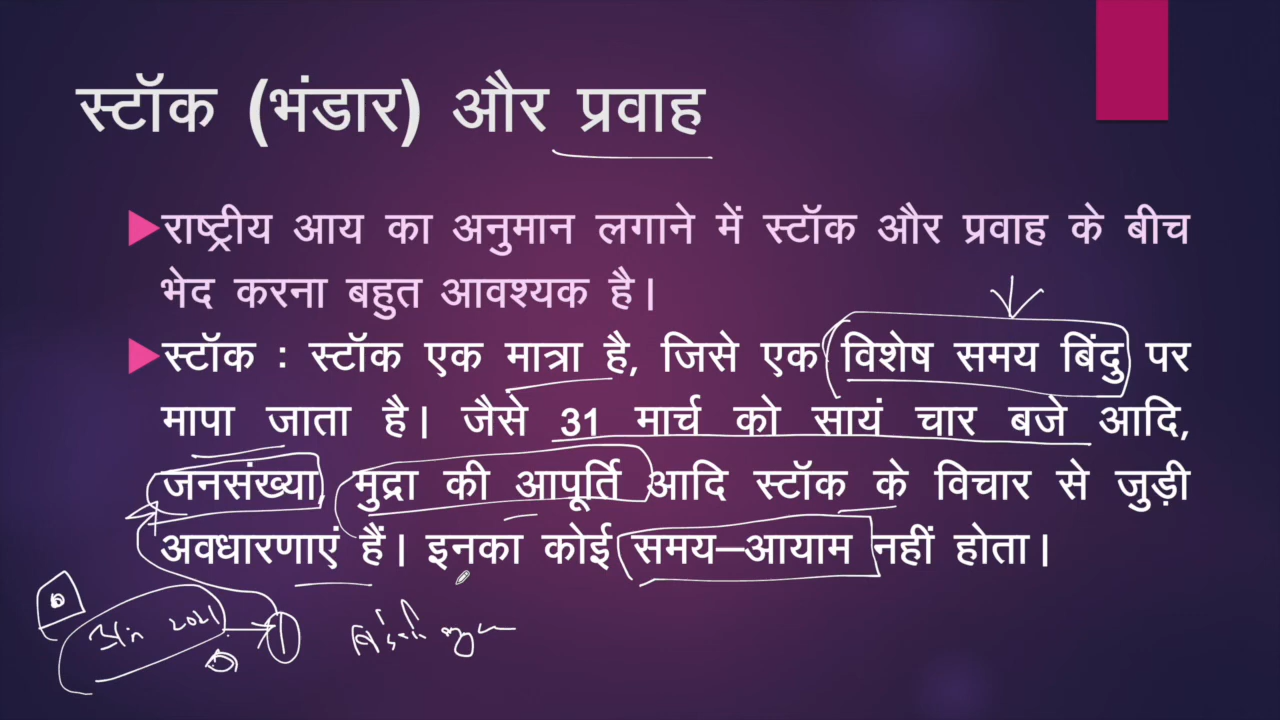 स्टॉक (भंडार) और प्रवाह
राष्ट्रीय आय का अनुमान लगाने में स्टॉक और प्रवाह के बीच
भेद करना बहुत आवश्यक है।
स्टॉक : स्टॉक एक मात्रा है, जिसे एक विशेष समय बिंदु पर
मापा जाता है। जैसे 31 मार्च को सायं चार बजे आदि,
जनसंख्या, मुद्रा की आपूर्ति आदि स्टॉक के विचार से जुड़ी
अवधारणाएं हैं। इनका कोई समय–आयाम नहीं होता।
2021